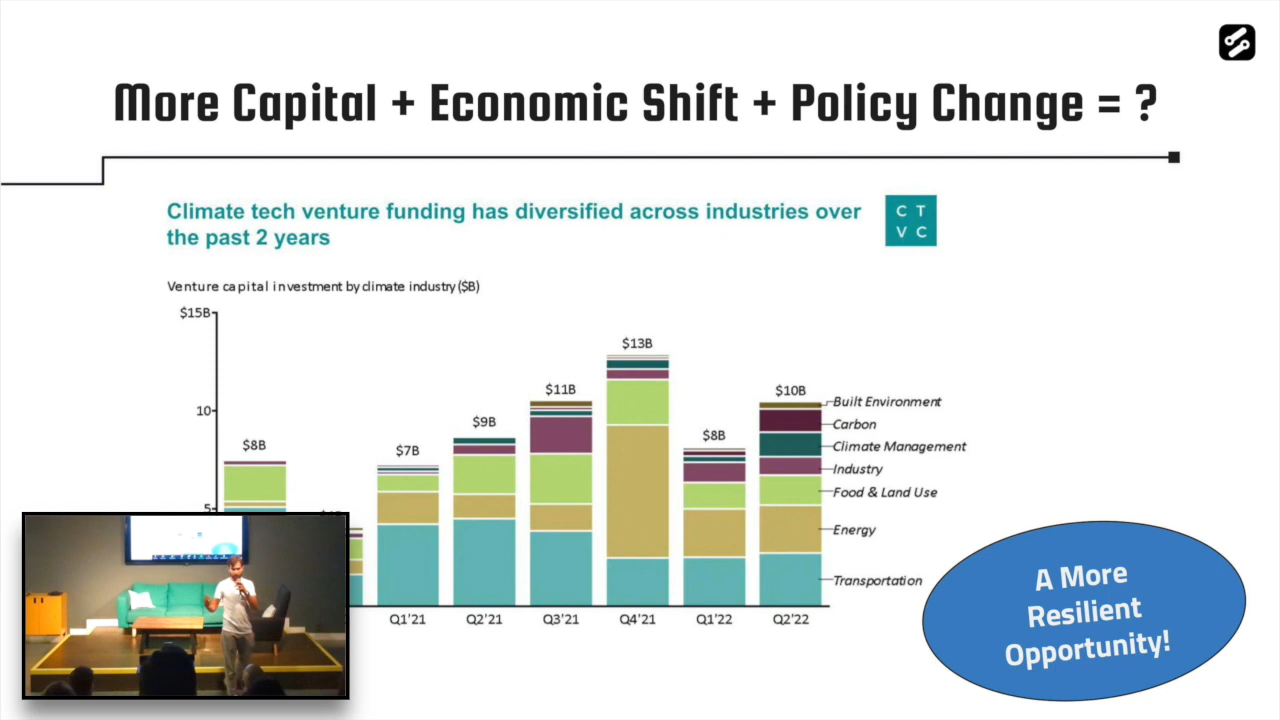 More Capital + Economic Shift + Policy Change = ?
Climate tech venture funding has diversified across industries over
the past 2 years
C T
V C
Venture capital investment by climate industry ($B)
$15B
10
5
$8B
$7B
$9B
$11B
$13B
$8B
$10B
Built Environment
Carbon
Climate Management
Industry
Food & Land Use
Energy
Transportation
Q1'21
Q2'21
Q3'21
Q4'21
Q1'22
Q2'22
A More
Resilient
Opportunity!